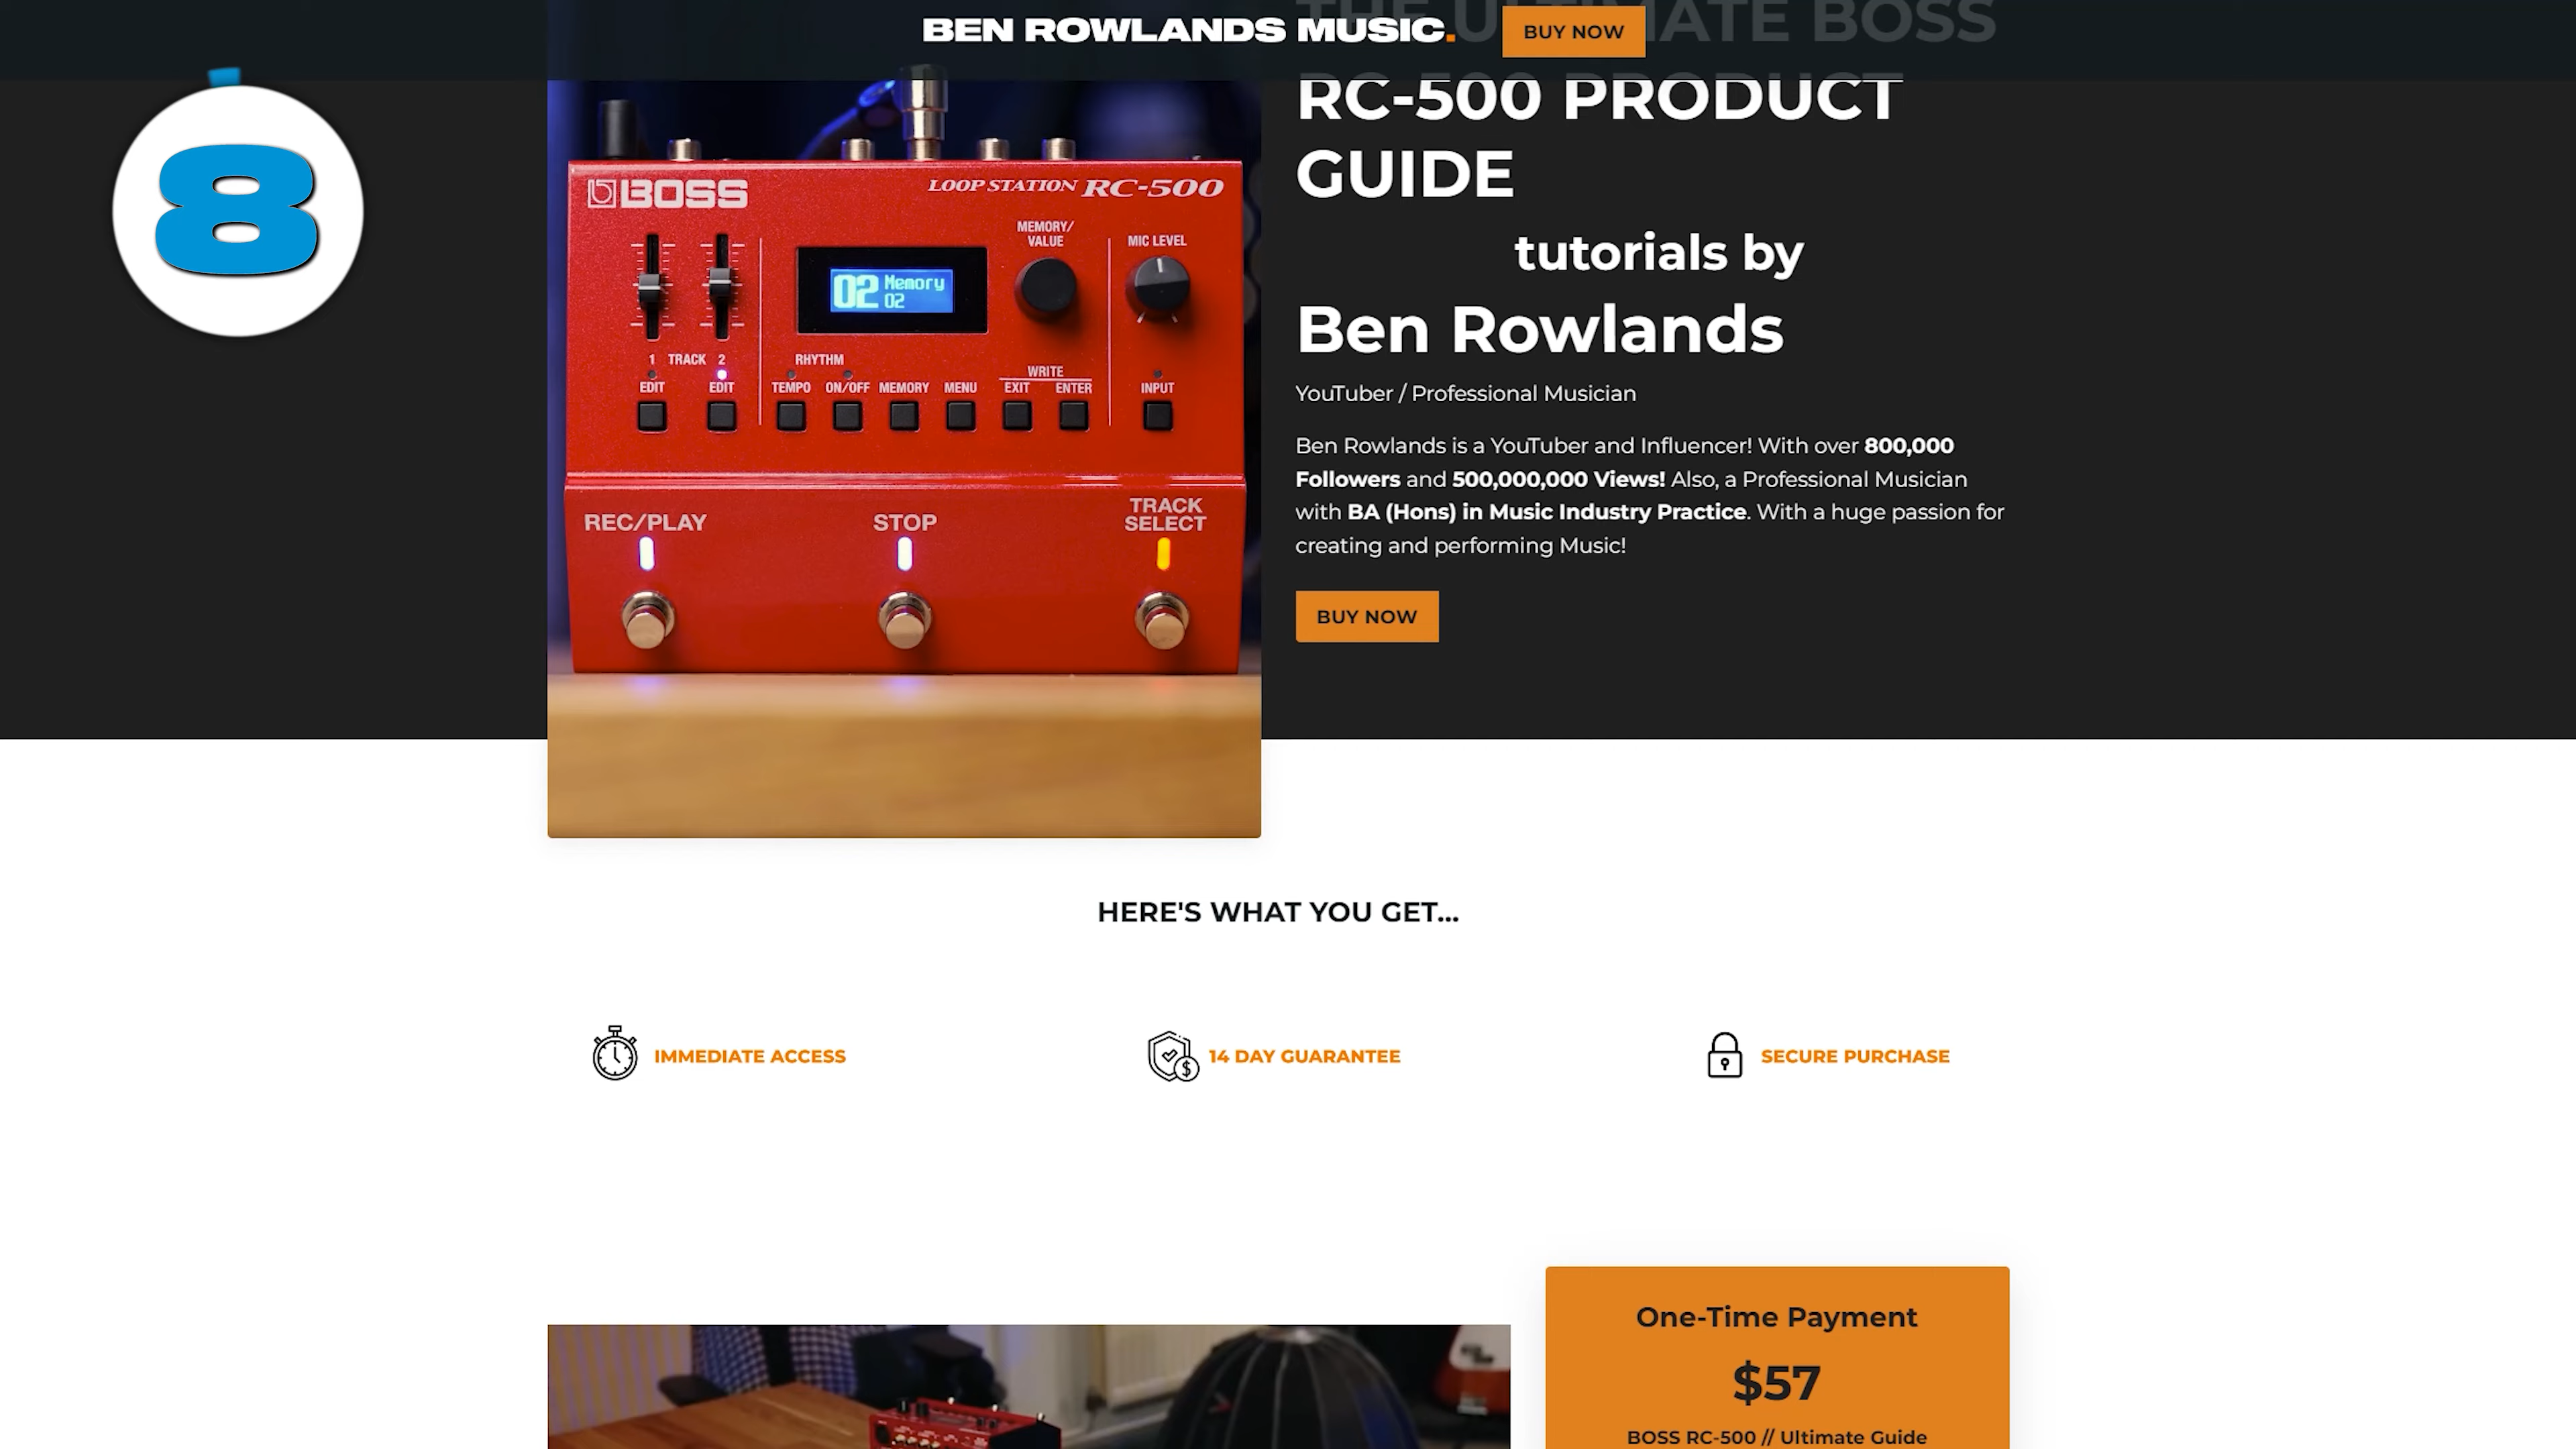 BEN ROWLANDS MUSIC.
BUY NOW
THE ULTIMATE BOSS
RC-500 PRODUCT
GUIDE
tutorials by
Ben Rowlands
YouTuber / Professional Musician
Ben Rowlands is a YouTuber and Influencer! With over 800,000
Followers and 500,000,000 Views! Also, a Professional Musician
with BA (Hons) in Music Industry Practice. With a huge passion for
creating and performing Music!
BUY NOW
8
BOSS
LOOP STATION RC-500
MEMORY/
VALUE
MIC LEVEL
02 Memory
02
1 TRACK 2
RHYTHM
WRITE
EDIT EDIT TEMPO ON/OFF MEMORY MENU EXIT ENTER INPUT
REC/PLAY
STOP
TRACK
SELECT
HERE'S WHAT YOU GET...
IMMEDIATE ACCESS
14 DAY GUARANTEE
SECURE PURCHASE
One-Time Payment
$57
BOSS RC-500 // Ultimate Guide